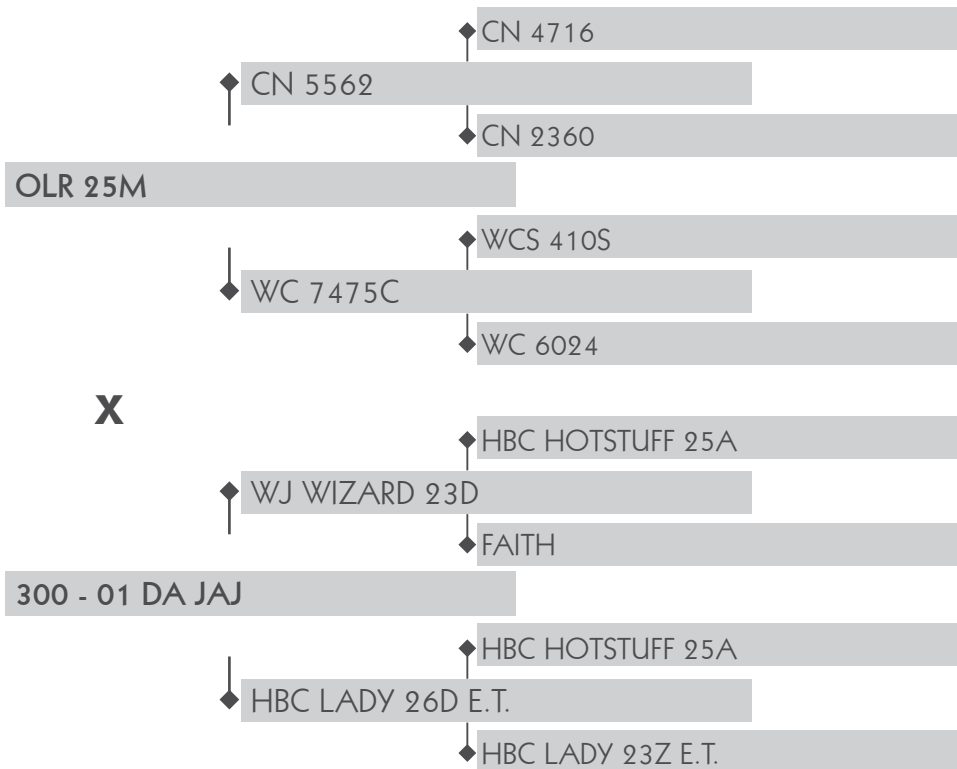 CN 4716
CN 5562
CN 2360
OLR 25M
WCS 410S
WC 7475C
WC 6024
X
HBC HOTSTUFF 25A
WJ WIZARD 23D
FAITH
300 - 01 DA JAJ
HBC HOTSTUFF 25A
HBC LADY 26D E.T.
HBC LADY 23Z E.T.